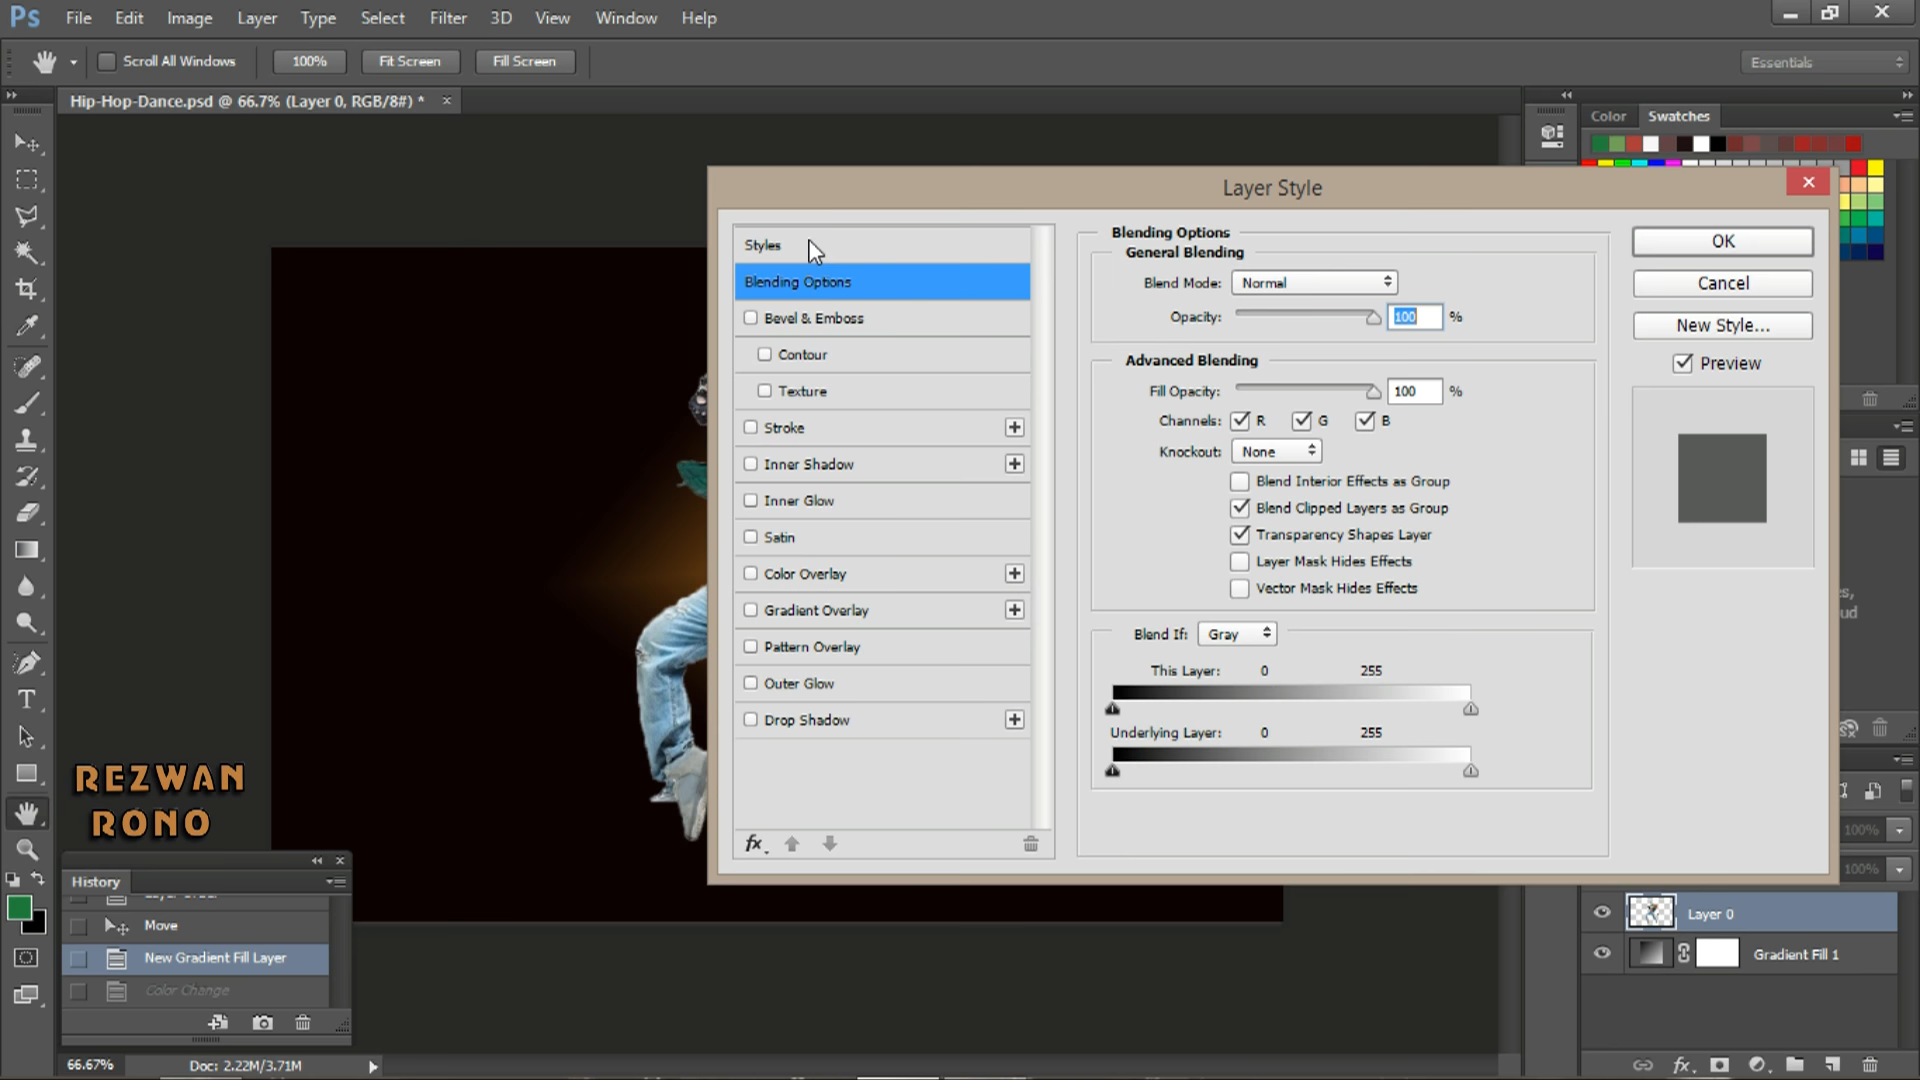 Ps File Edit Image Layer Type Select Filter 3D View Window Help
Scroll All Windows 100% Fit Screen Fill Screen Essentials
Hip-Hop-Dance.psd @ 66.7% (Layer 0, RGB/8#) *
Color Swatches
Layer Style
Styles
Blending Options
Bevel & Emboss
Contour
Texture
Stroke
Inner Shadow
Inner Glow
Satin
Color Overlay
Gradient Overlay
Pattern Overlay
Outer Glow
Drop Shadow
fx
Blending Options
General Blending
Blend Mode: Normal
Opacity: 100 %
Advanced Blending
Fill Opacity: 100 %
Channels: R G B
Knockout: None
Blend Interior Effects as Group
Blend Clipped Layers as Group
Transparency Shapes Layer
Layer Mask Hides Effects
Vector Mask Hides Effects
Blend If: Gray
This Layer: 0 255
Underlying Layer: 0 255
OK
Cancel
New Style...
Preview
REZWAN
RONO
History
Move
New Gradient Fill Layer
Color Change
100%
100%
Layer 0
Gradient Fill 1
66.67% Doc: 2.22M/3.71M
fx